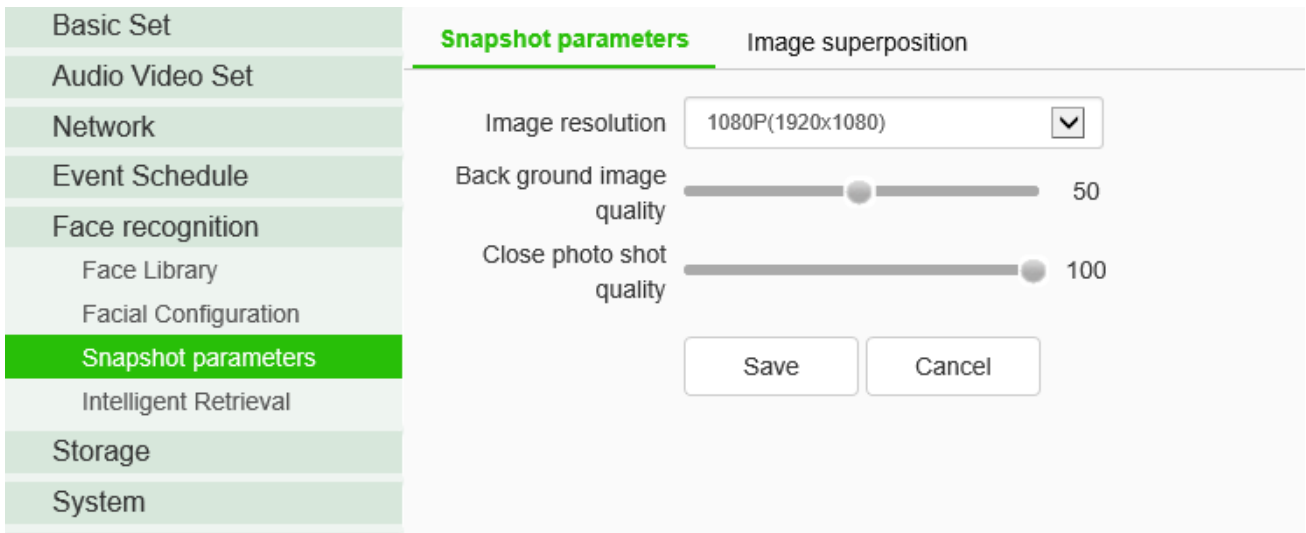 Basic Set
Audio Video Set
Network
Event Schedule
Face recognition
Face Library
Facial Configuration
Snapshot parameters
Intelligent Retrieval
Storage
System
Snapshot parameters Image superposition
Image resolution 1080P(1920x1080)
Back ground image
quality 50
Close photo shot
quality 100
Save Cancel